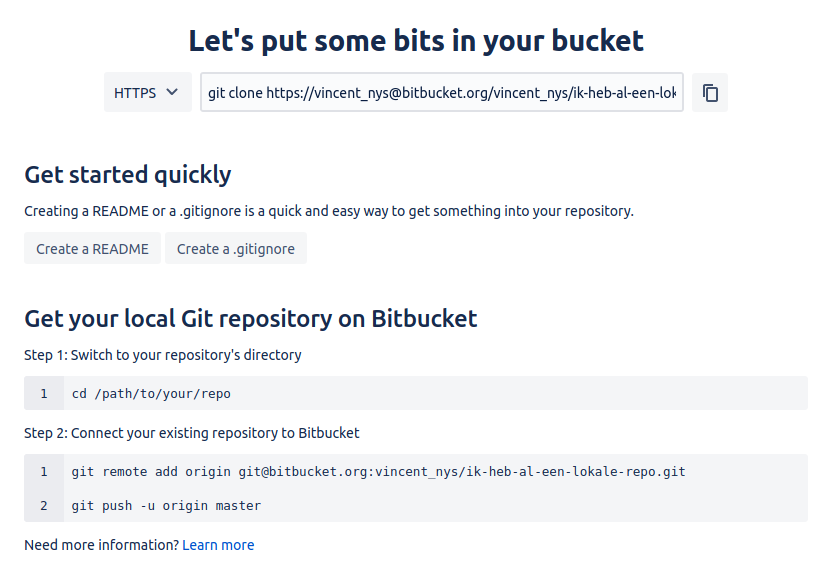 Let's put some bits in your bucket
HTTPS
git clone https://vincent_nys@bitbucket.org/vincent_nys/ik-heb-al-een-lok
Get started quickly
Creating a README or a .gitignore is a quick and easy way to get something into your repository.
Create a README
Create a .gitignore
Get your local Git repository on Bitbucket
Step 1: Switch to your repository's directory
1 cd /path/to/your/repo
Step 2: Connect your existing repository to Bitbucket
1 git remote add origin git@bitbucket.org:vincent_nys/ik-heb-al-een-lokale-repo.git
2 git push -u origin master
Need more information? Learn more